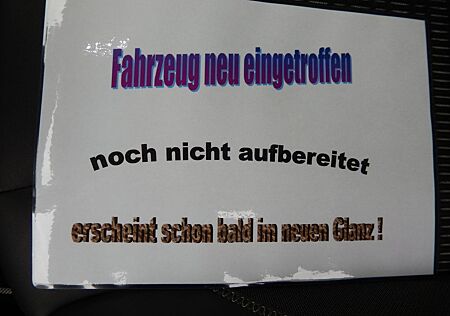 Fahrzeug neu eingetroffen
noch nicht aufbereitet
erscheint schon bald im neuen Glanz !